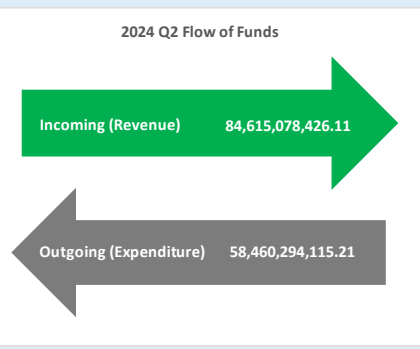 2024 Q2 Flow of Funds
Incoming (Revenue) 84,615,078,426.11
Outgoing (Expenditure) 58,460,294,115.21